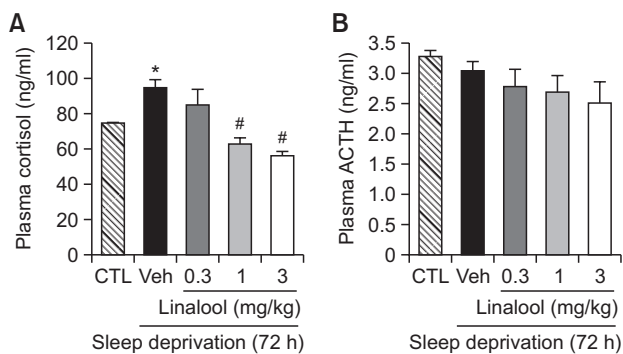 A
Plasma cortisol (ng/ml)
120
100
80
60
40
20
0
*
#
#
CTL Veh 0.3 1 3
Linalool (mg/kg)
Sleep deprivation (72 h)
B
Plasma ACTH (ng/ml)
3.5
3.0
2.5
2.0
1.5
1.0
0.5
0
CTL Veh 0.3 1 3
Linalool (mg/kg)
Sleep deprivation (72 h)